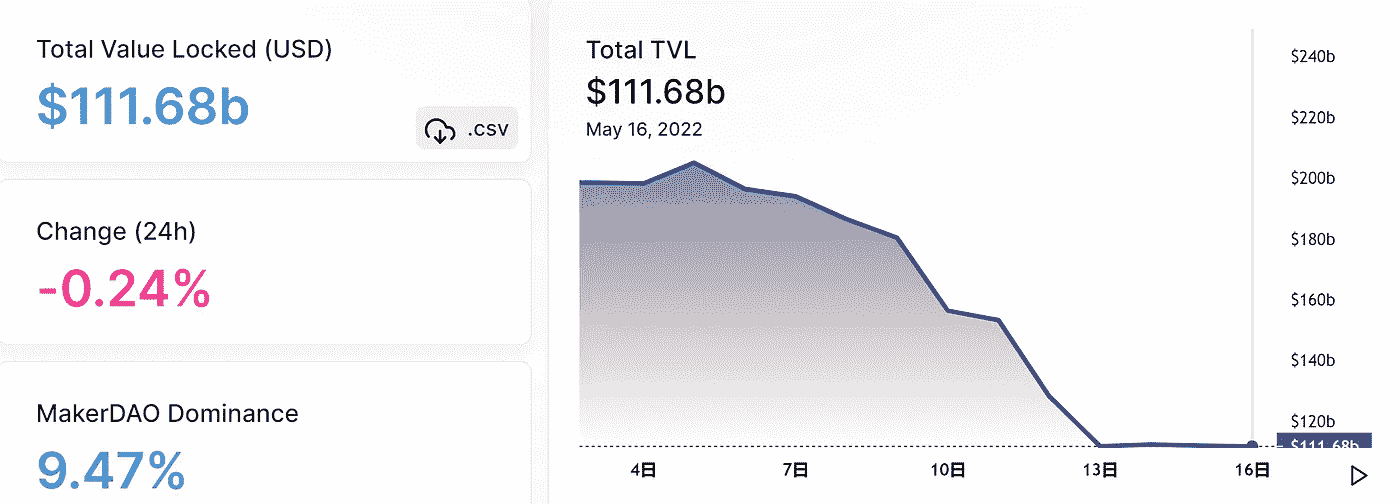 Total Value Locked (USD)
$111.68b
.csv
Change (24h)
-0.24%
MakerDAO Dominance
9.47%
Total TVL
$111.68b
May 16, 2022
$240b
$220b
$200b
$180b
$160b
$140b
$120b
$111.68b
4日 7日 10日 13日 16日